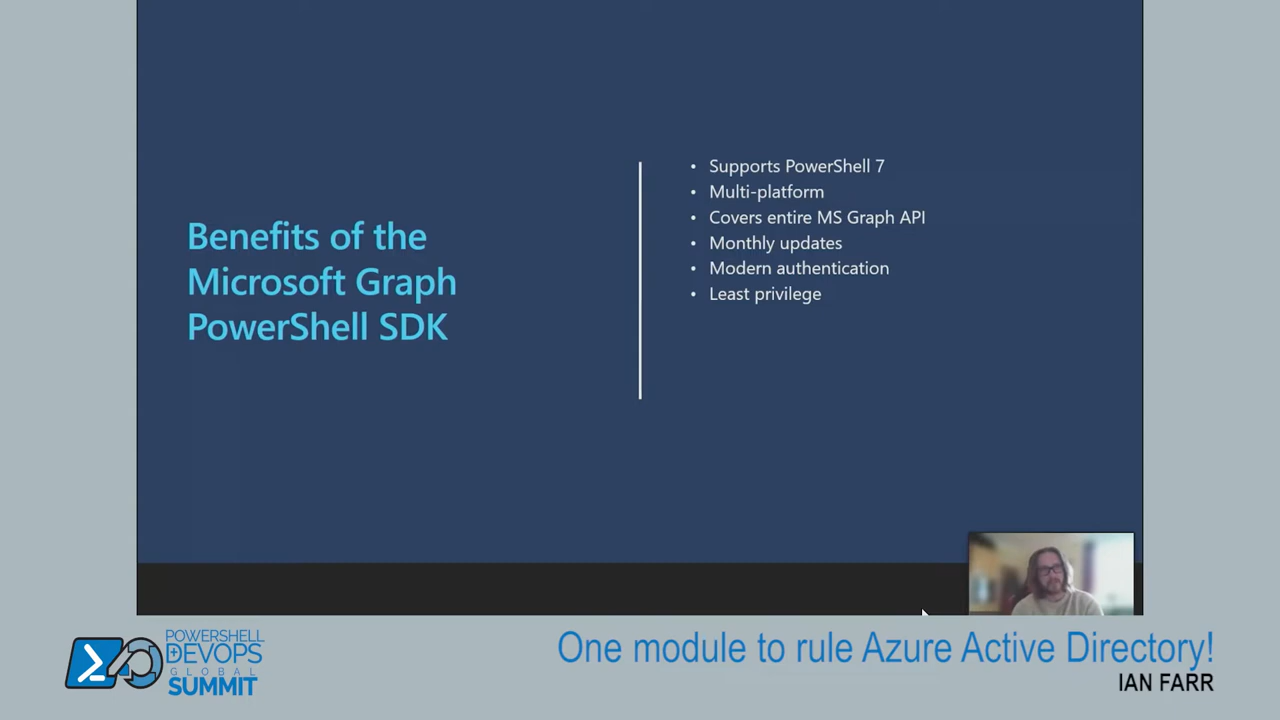 Benefits of the
Microsoft Graph
PowerShell SDK
• Supports PowerShell 7
• Multi-platform
• Covers entire MS Graph API
• Monthly updates
• Modern authentication
• Least privilege
POWERSHELL
DEVOPS
GLOBAL
SUMMIT
One module to rule Azure Active Directory!
IAN FARR